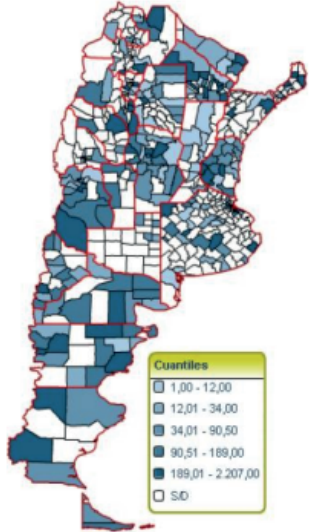 Cuantiles
1,00 - 12,00
12,01 - 34,00
34,01 - 90,50
90,51 - 189,00
189,01 - 2.207,00
S/D